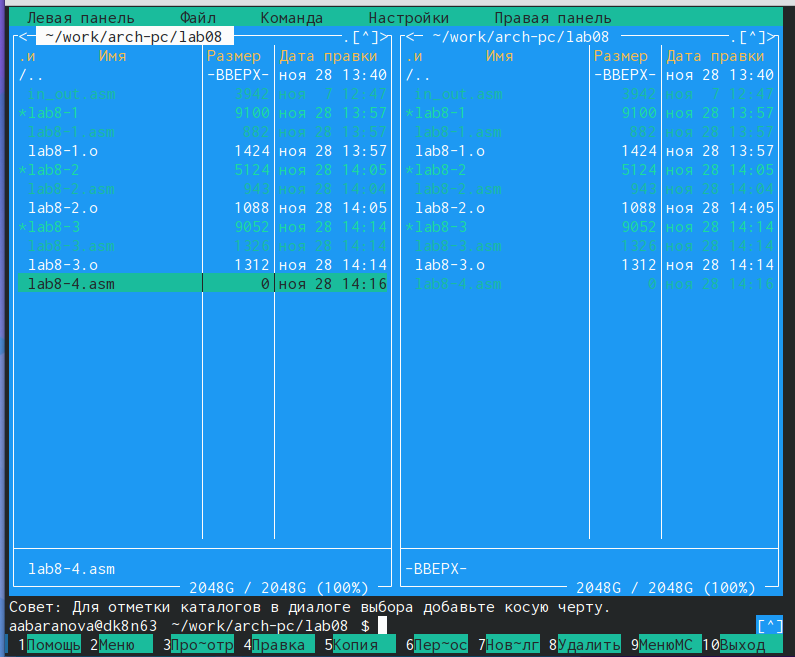 Левая панель Файл Команда Настройки Правая панель
<- ~/work/arch-pc/lab08 .[^]> <- ~/work/arch-pc/lab08 .[^]>
.и Имя Размер Дата правки .и Имя Размер Дата правки
/.. -ВВЕРХ- ноя 28 13:40 /.. -ВВЕРХ- ноя 28 13:40
in_out.asm 3942 ноя 7 12:47 in_out.asm 3942 ноя 7 12:47
*lab8-1 9100 ноя 28 13:57 *lab8-1 9100 ноя 28 13:57
lab8-1.asm 882 ноя 28 13:57 lab8-1.asm 882 ноя 28 13:57
lab8-1.o 1424 ноя 28 13:57 lab8-1.o 1424 ноя 28 13:57
*lab8-2 5124 ноя 28 14:05 *lab8-2 5124 ноя 28 14:05
lab8-2.asm 943 ноя 28 14:04 lab8-2.asm 943 ноя 28 14:04
lab8-2.o 1088 ноя 28 14:05 lab8-2.o 1088 ноя 28 14:05
*lab8-3 9052 ноя 28 14:14 *lab8-3 9052 ноя 28 14:14
lab8-3.asm 1326 ноя 28 14:14 lab8-3.asm 1326 ноя 28 14:14
lab8-3.o 1312 ноя 28 14:14 lab8-3.o 1312 ноя 28 14:14
lab8-4.asm 0 ноя 28 14:16 lab8-4.asm 0 ноя 28 14:16
lab8-4.asm -ВВЕРХ-
2048G / 2048G (100%) 2048G / 2048G (100%)
Совет: Для отметки каталогов в диалоге выбора добавьте косую черту.
aabaranova@dk8n63 ~/work/arch-pc/lab08 $ [^]
1Помощь 2Меню 3Про~отр 4Правка 5Копия 6Пер~ос 7Нов~лг 8Удалить 9МенюMC 10Выход